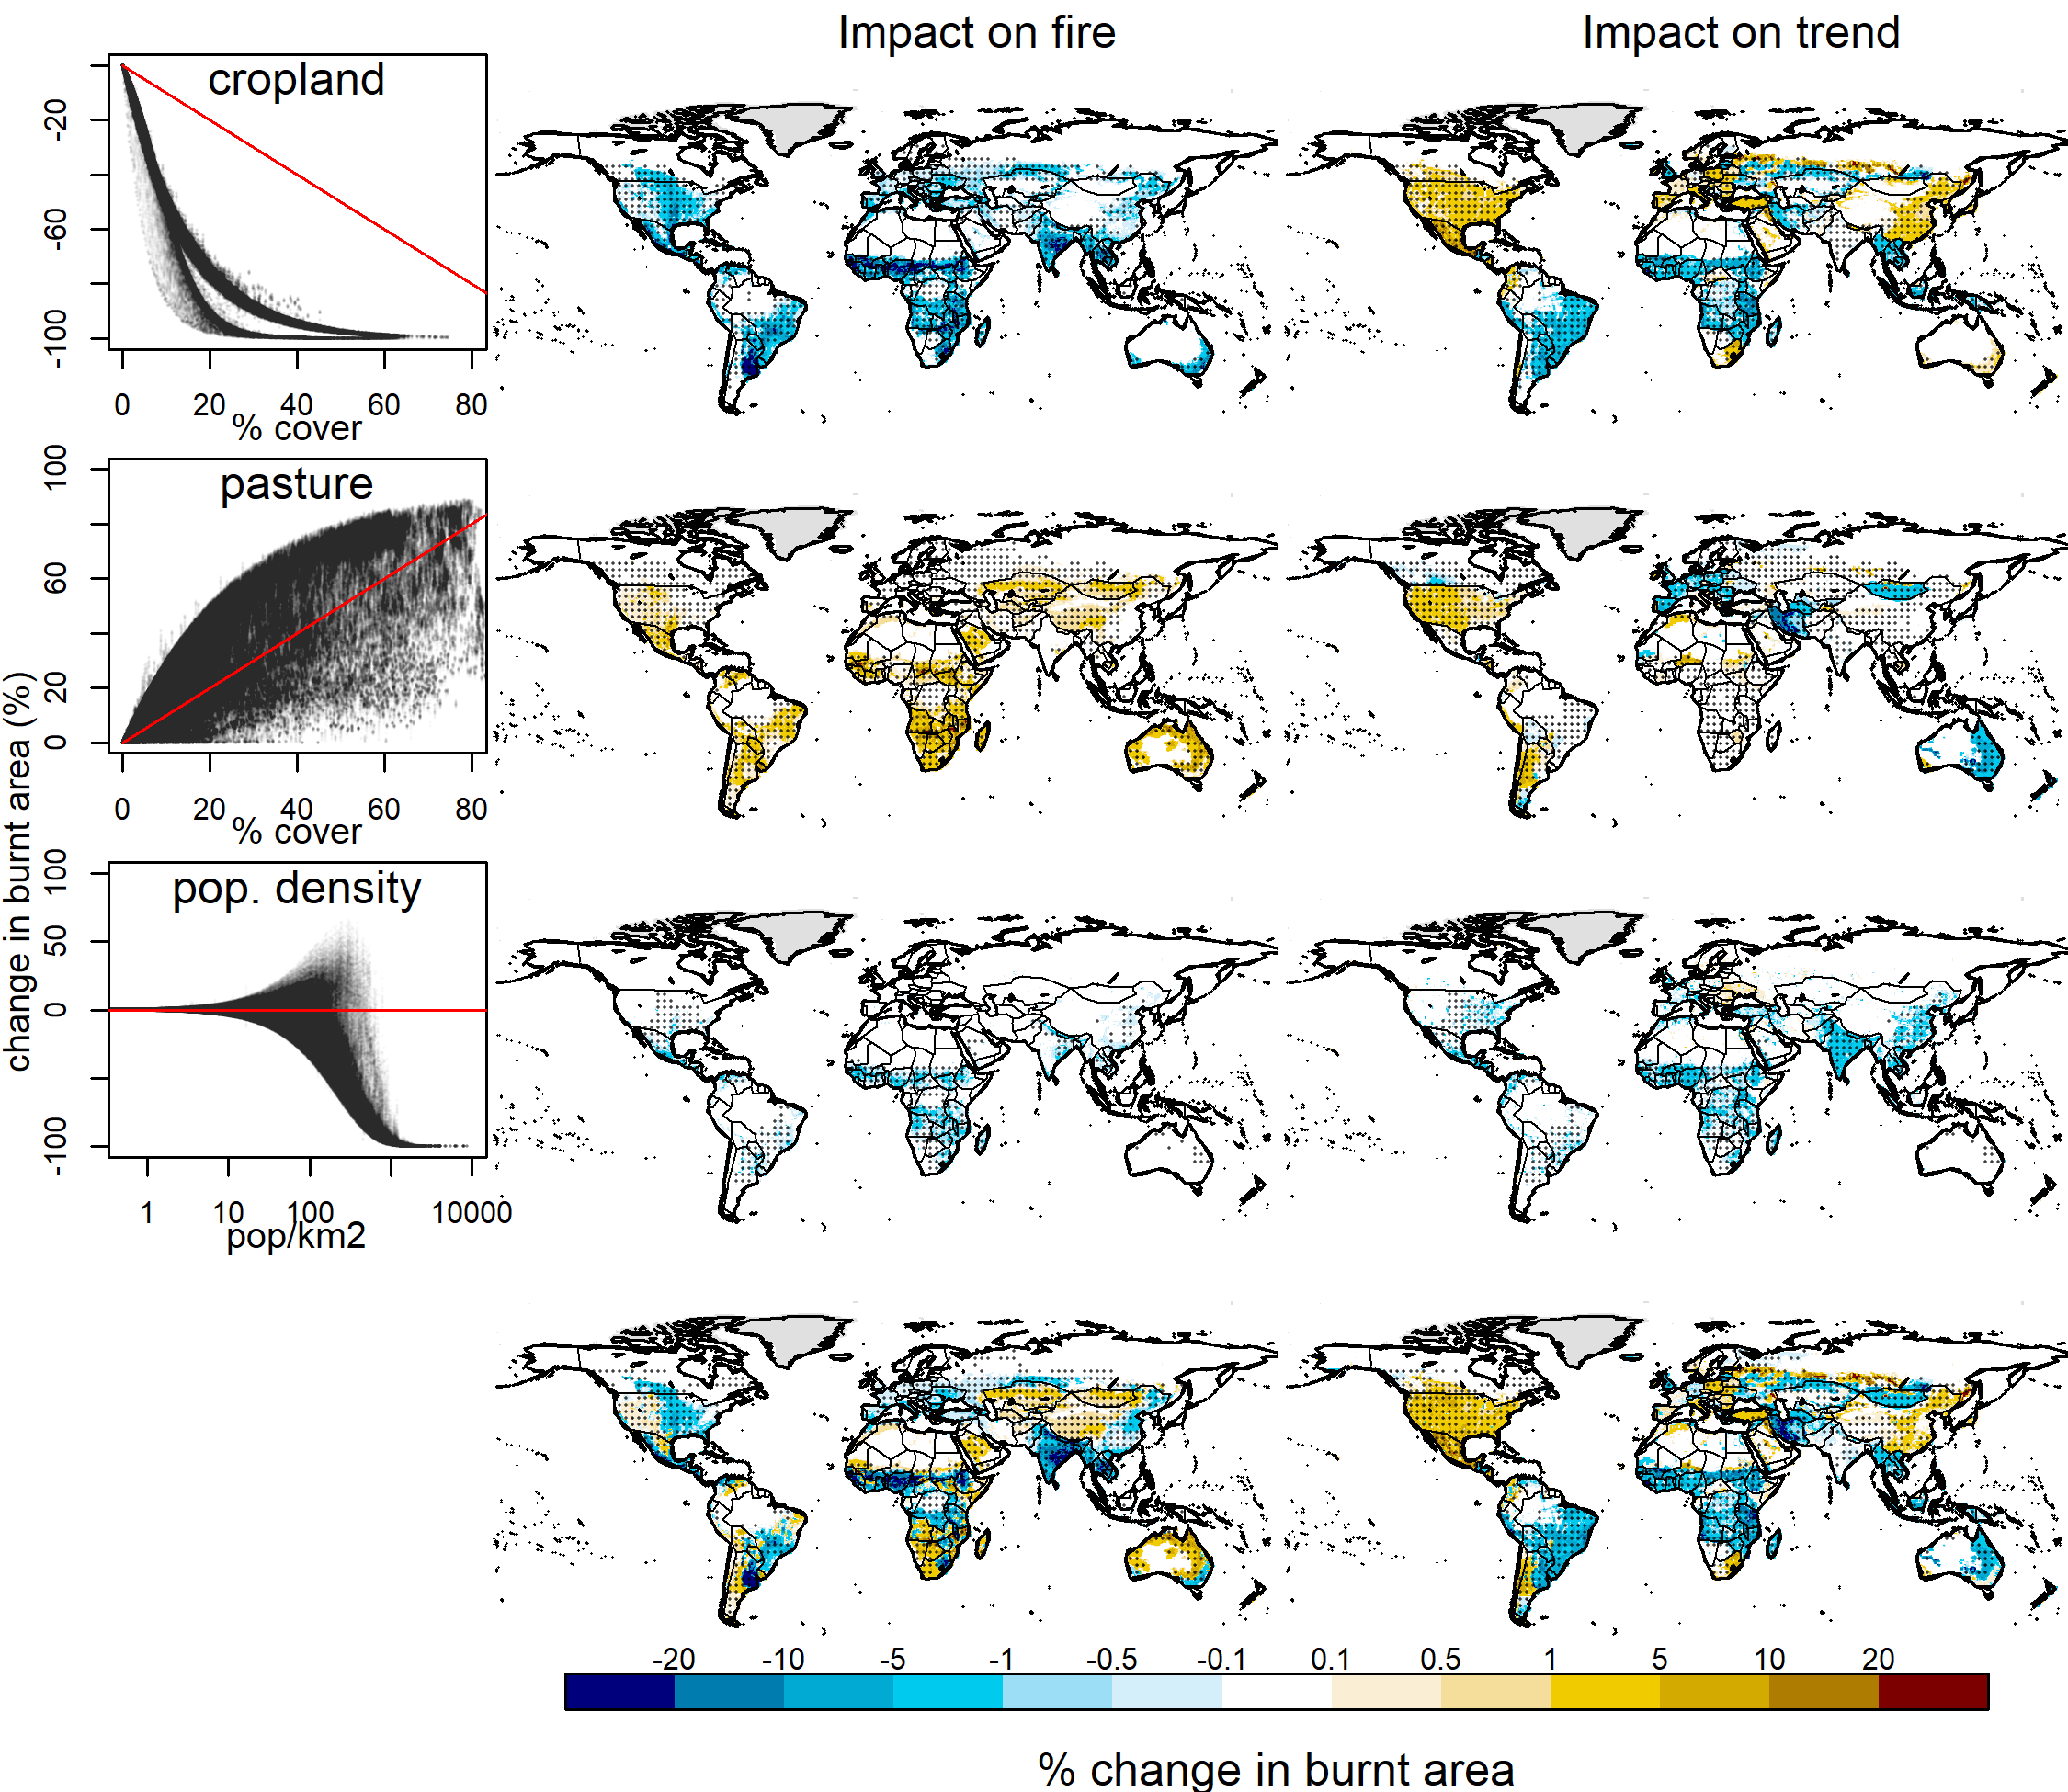 Impact on fire
Impact on trend
change in burnt area (%)
cropland
-20
-60
-100
0 20 40 60 80
% cover
pasture
100
60
20
0
0 20 40 60 80
% cover
pop. density
100
50
0
-100
1 10 100 10000
pop/km2
-20 -10 -5 -1 -0.5 -0.1 0.1 0.5 1 5 10 20
% change in burnt area